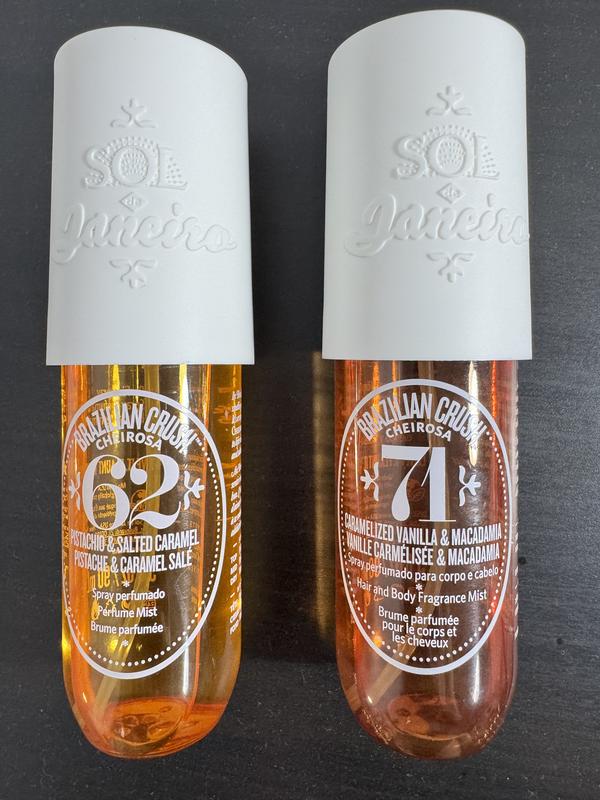 SOL
de
Janeiro
BRAZILIAN CRUSH™
CHEIROSA
62
PISTACHIO & SALTED CARAMEL
PISTACHE & CARAMEL SALÉ
Spray perfumado
Perfume Mist
Brume parfumée
SOL
de
Janeiro
BRAZILIAN CRUSH™
CHEIROSA
71
CARAMELIZED VANILLA & MACADAMIA
VANILLE CARMÉLISÉE & MACADAMIA
Spray perfumado para corpo e cabelo
Hair and Body Fragrance Mist
Brume parfumée
pour le corps et
les cheveux